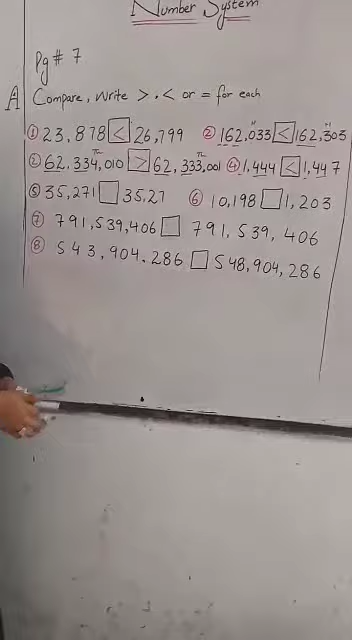 Number System
Pg # 7
A Compare, Write >, < or = for each
① 23,878 < 26,799 ② 162,033 < 162,303
③ 62,334,010 > 62,333,001 ④ 1,444 < 1,447
⑤ 35,271 □ 35,27 ⑥ 10,198 □ 1,203
⑦ 791,539,406 □ 791,539,406
⑧ 543,904.286 □ 548,904,286